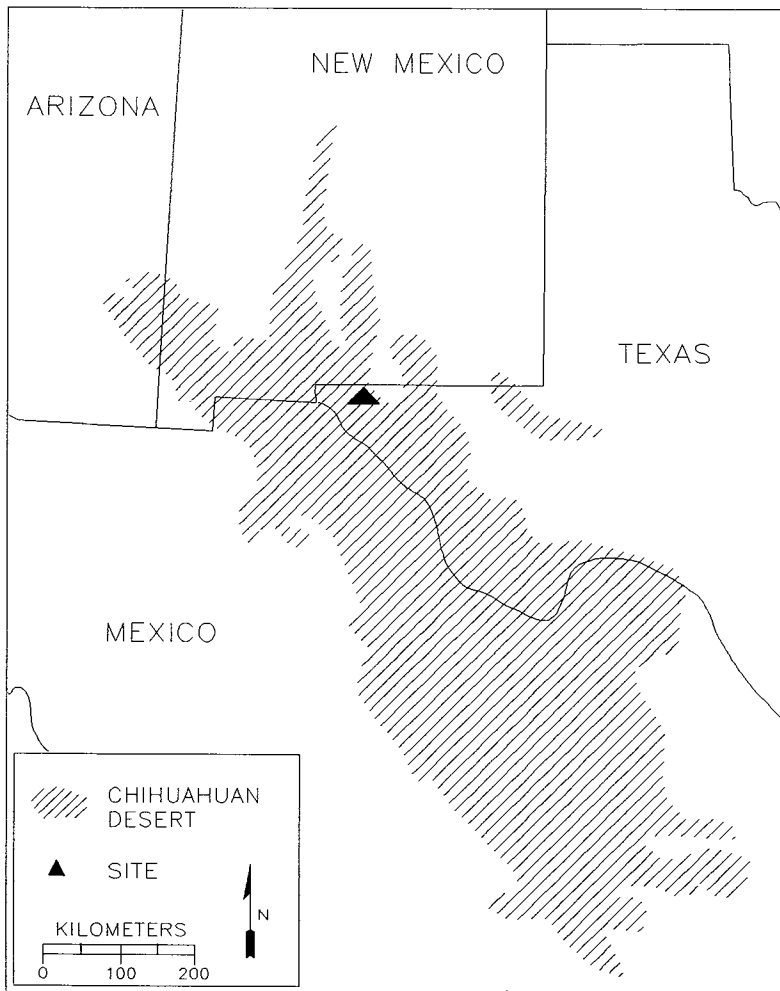 NEW MEXICO
ARIZONA
TEXAS
MEXICO
CHIHUAHUAN
DESERT
SITE
N
KILOMETERS
0 100 200